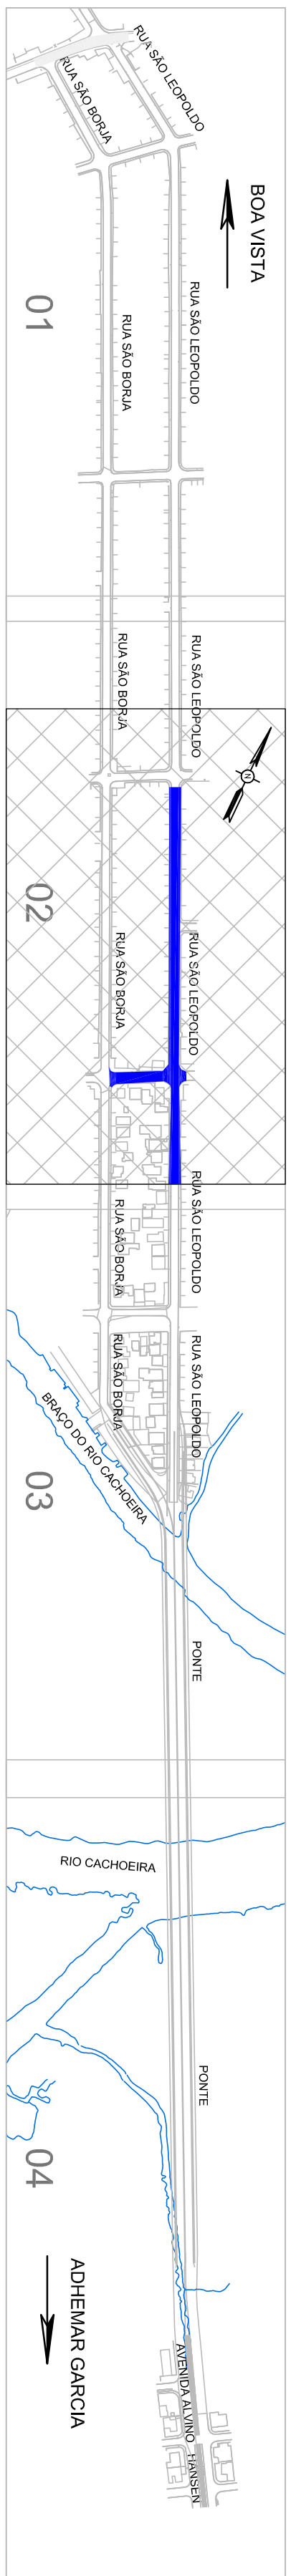 RUA SÃO LEOPOLDO
RUA SÃO BORJA
BOA VISTA
RUA SÃO LEOPOLDO
RUA SÃO BORJA
01
RUA SÃO LEOPOLDO
RUA SÃO BORJA
N
02
RUA SÃO LEOPOLDO
RUA SÃO BORJA
RUA SÃO LEOPOLDO
RUA SÃO BORJA
RUA SÃO LEOPOLDO
RUA SÃO BORJA
BRAÇO DO RIO CACHOEIRA
03
PONTE
RIO CACHOEIRA
PONTE
04
ADHEMAR GARCIA
AVENIDA ALVINO HANSEN